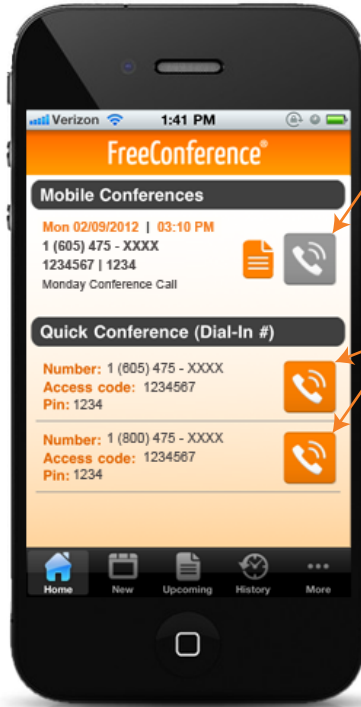 Verizon 1:41 PM
FreeConference®
Mobile Conferences
Mon 02/09/2012 | 03:10 PM
1 (605) 475 - XXXX
1234567 | 1234
Monday Conference Call
Quick Conference (Dial-In #)
Number: 1 (605) 475 - XXXX
Access code: 1234567
Pin: 1234
Number: 1 (800) 475 - XXXX
Access code: 1234567
Pin: 1234
Home New Upcoming History More